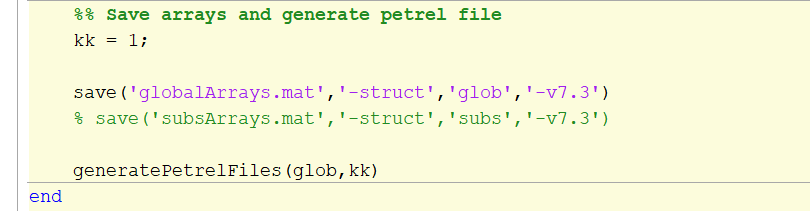 %% Save arrays and generate petrel file
kk = 1;
save('globalArrays.mat','-struct','glob','-v7.3')
% save('subsArrays.mat','-struct','subs','-v7.3')
generatePetrelFiles(glob,kk)
end